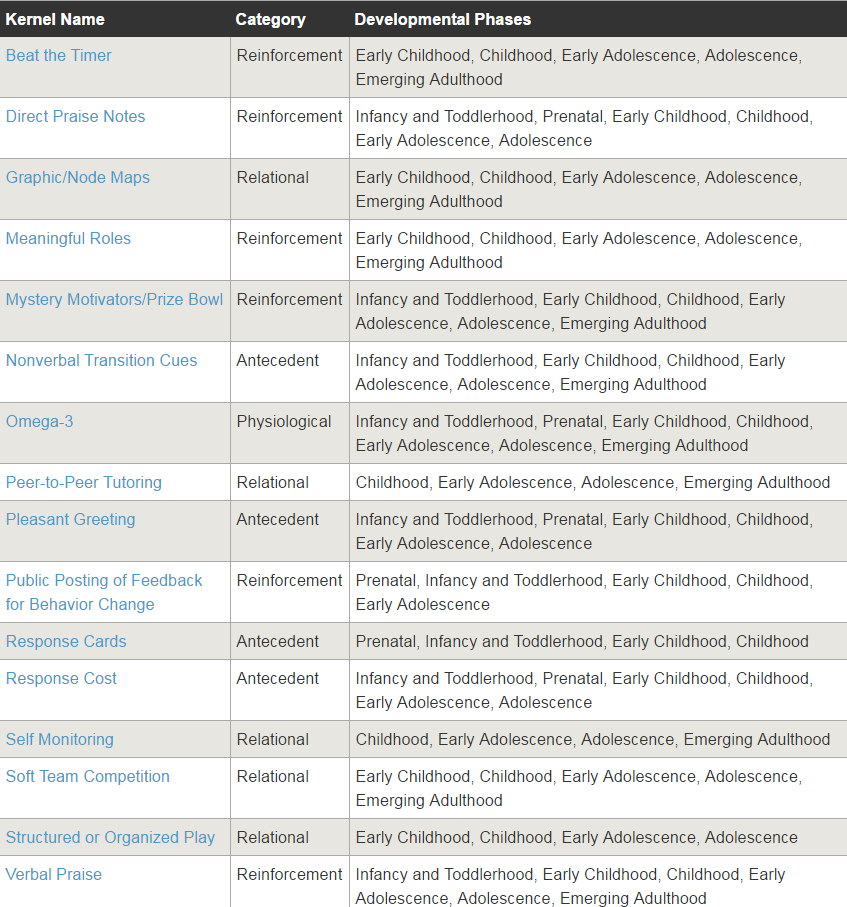 Kernel Name Category Developmental Phases
Beat the Timer Reinforcement Early Childhood, Childhood, Early Adolescence, Adolescence,
Emerging Adulthood
Direct Praise Notes Reinforcement Infancy and Toddlerhood, Prenatal, Early Childhood, Childhood,
Early Adolescence, Adolescence
Graphic/Node Maps Relational Early Childhood, Childhood, Early Adolescence, Adolescence,
Emerging Adulthood
Meaningful Roles Reinforcement Early Childhood, Childhood, Early Adolescence, Adolescence,
Emerging Adulthood
Mystery Motivators/Prize Bowl Reinforcement Infancy and Toddlerhood, Early Childhood, Childhood, Early
Adolescence, Adolescence, Emerging Adulthood
Nonverbal Transition Cues Antecedent Infancy and Toddlerhood, Early Childhood, Childhood, Early
Adolescence, Adolescence, Emerging Adulthood
Omega-3 Physiological Infancy and Toddlerhood, Prenatal, Early Childhood, Childhood,
Early Adolescence, Adolescence, Emerging Adulthood
Peer-to-Peer Tutoring Relational Childhood, Early Adolescence, Adolescence, Emerging Adulthood
Pleasant Greeting Antecedent Infancy and Toddlerhood, Prenatal, Early Childhood, Childhood,
Early Adolescence, Adolescence
Public Posting of Feedback Reinforcement Prenatal, Infancy and Toddlerhood, Early Childhood, Childhood,
for Behavior Change Early Adolescence
Response Cards Antecedent Prenatal, Infancy and Toddlerhood, Early Childhood, Childhood
Response Cost Antecedent Infancy and Toddlerhood, Prenatal, Early Childhood, Childhood,
Early Adolescence, Adolescence
Self Monitoring Relational Childhood, Early Adolescence, Adolescence, Emerging Adulthood
Soft Team Competition Relational Early Childhood, Childhood, Early Adolescence, Adolescence,
Emerging Adulthood
Structured or Organized Play Relational Early Childhood, Childhood, Early Adolescence, Adolescence
Verbal Praise Reinforcement Infancy and Toddlerhood, Early Childhood, Childhood, Early
Adolescence, Adolescence, Emerging Adulthood